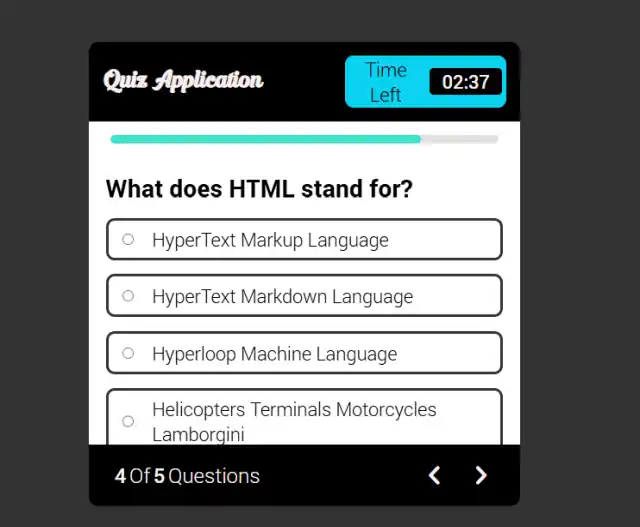 Quiz Application
Time
Left
02:37
What does HTML stand for?
HyperText Markup Language
HyperText Markdown Language
Hyperloop Machine Language
Helicopters Terminals Motorcycles
Lamborgini
4 Of 5 Questions